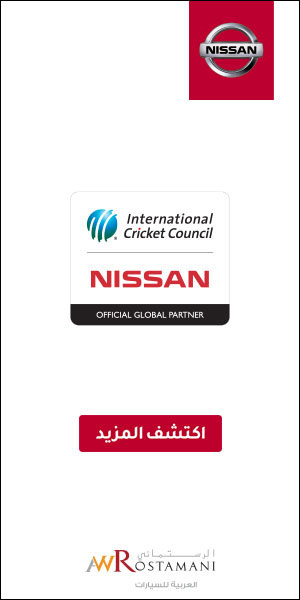 NISSAN
International
Cricket Council
NISSAN
OFFICIAL GLOBAL PARTNER
اكتشف المزيد
الرستماني
AWROSTAMANI
العربية للسيارات